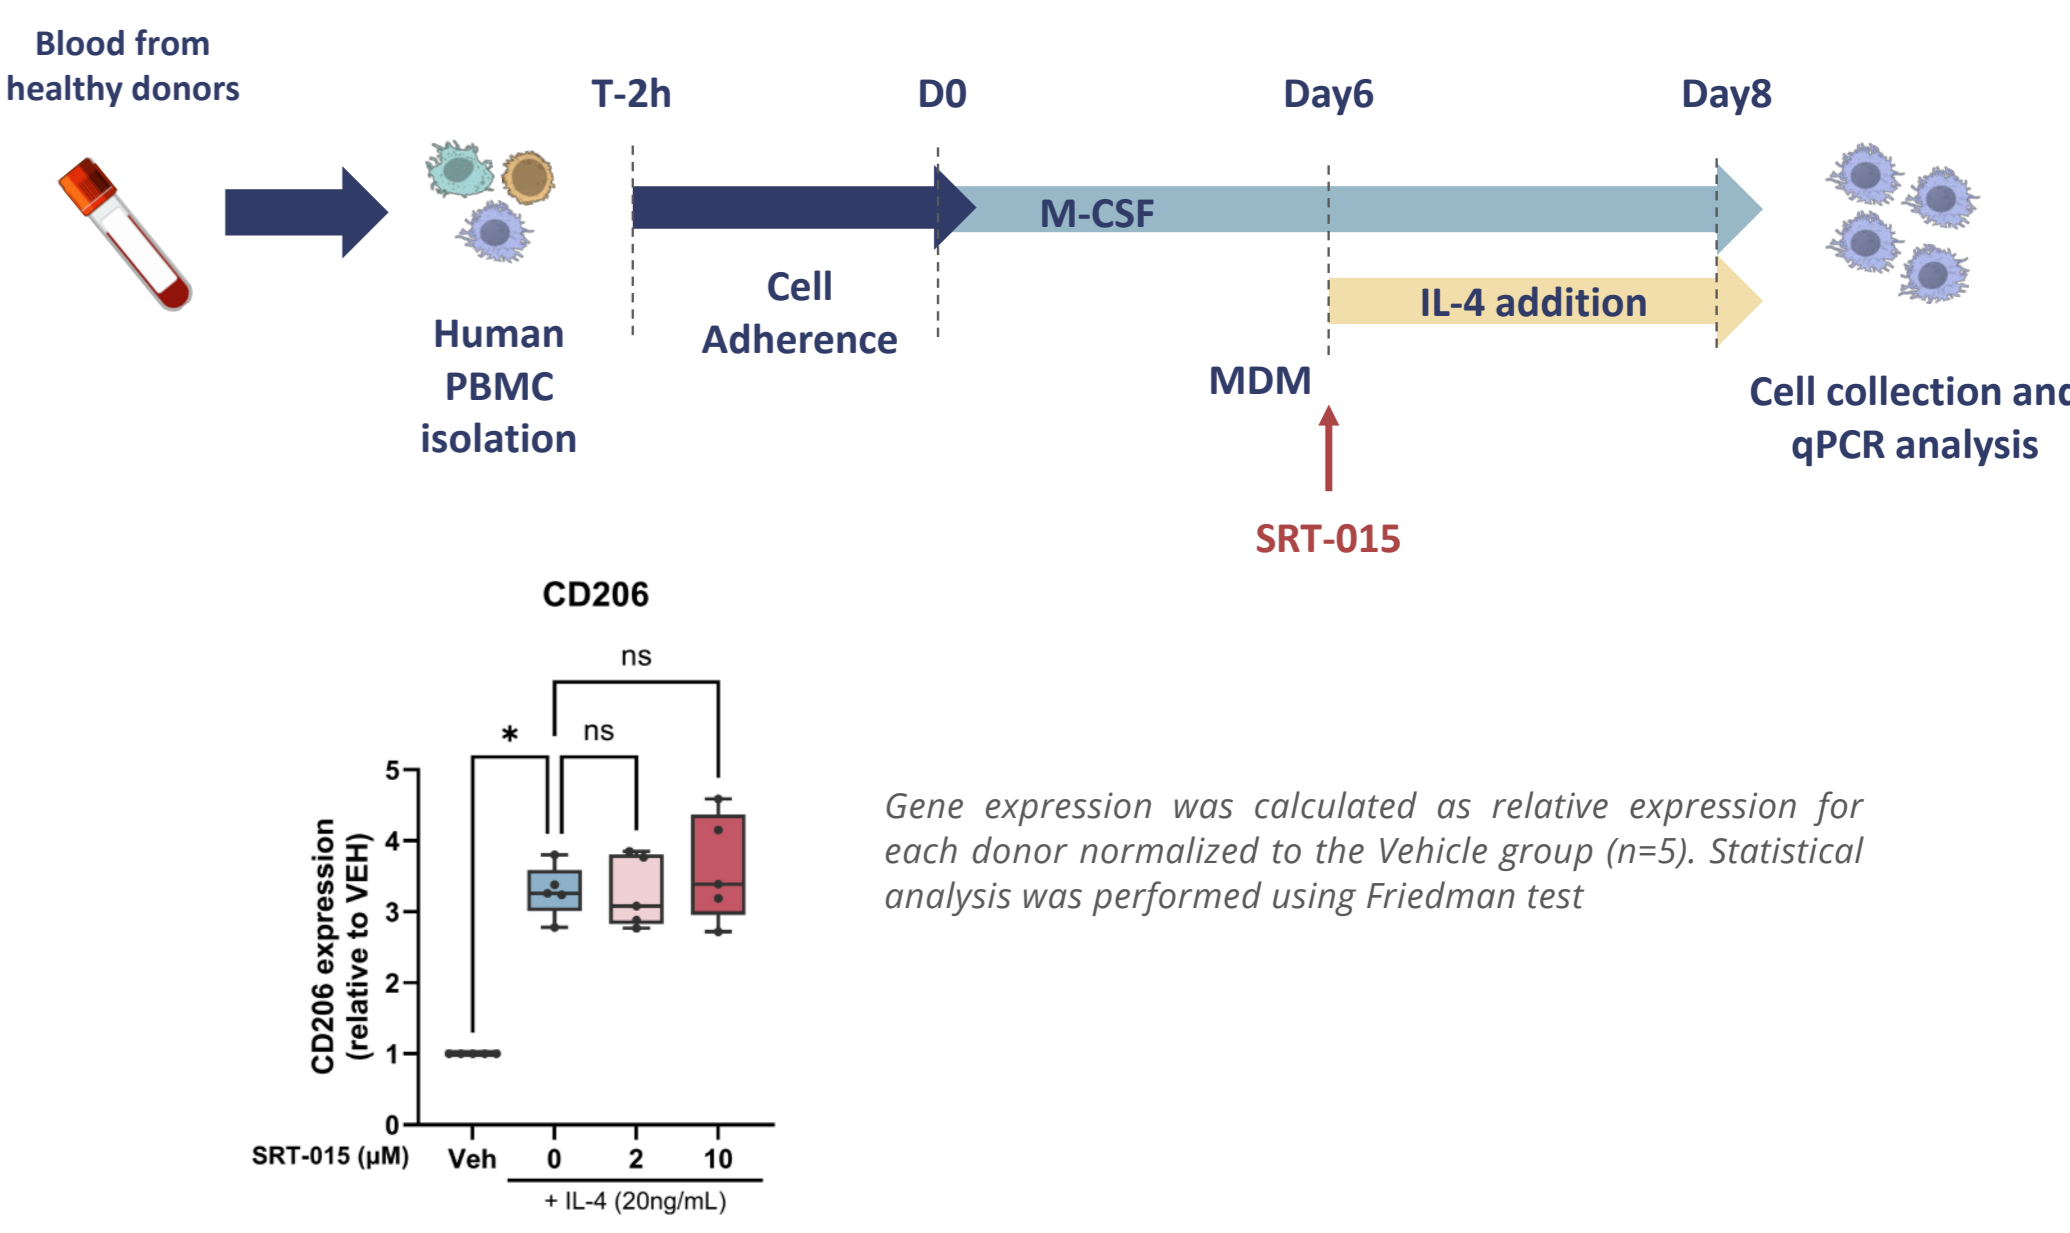 Blood from
healthy donors
T-2h
D0
Day6
Day8
M-CSF
IL-4 addition
Cell
Adherence
Human
PBMC
isolation
MDM
Cell collection and
qPCR analysis
SRT-015
CD206
ns
*
ns
CD206 expression
(relative to VEH)
5
4
3
2
1
0
SRT-015 (µM)
Veh
0
2
10
+ IL-4 (20ng/mL)
Gene expression was calculated as relative expression for
each donor normalized to the Vehicle group (n=5). Statistical
analysis was performed using Friedman test